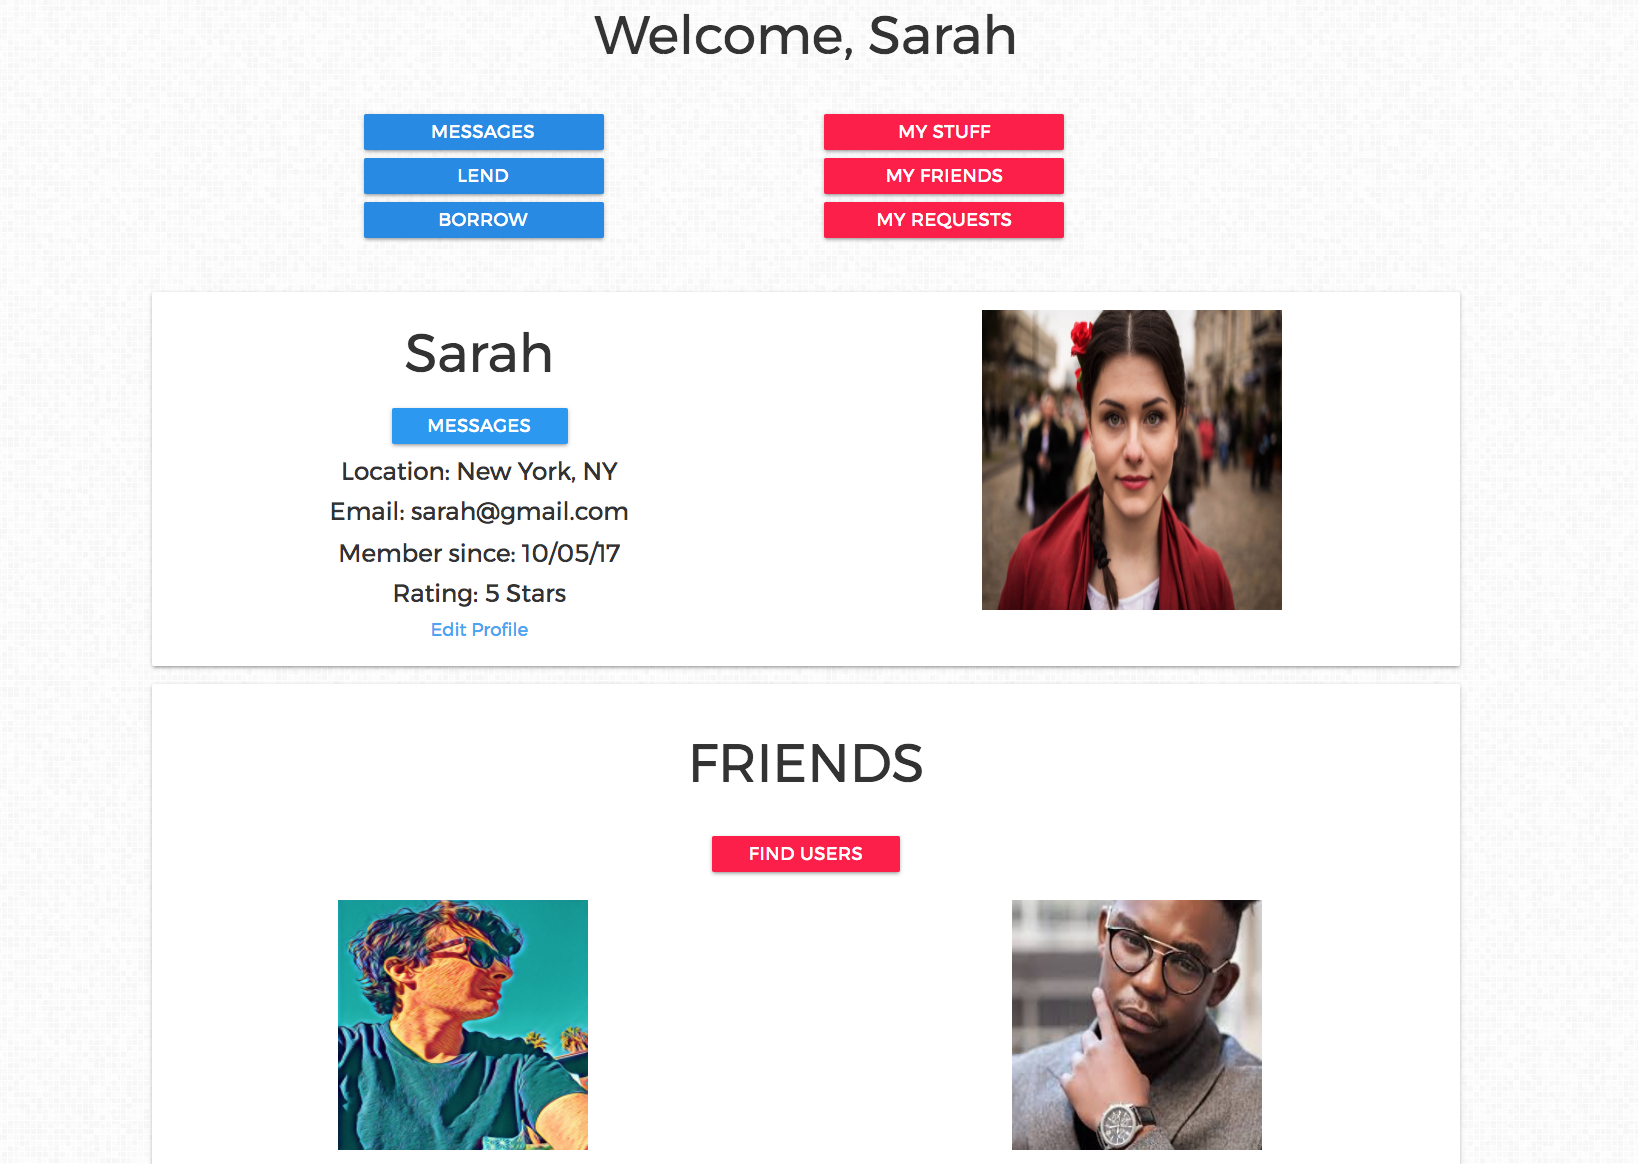 Welcome, Sarah
MESSAGES
LEND
BORROW
MY STUFF
MY FRIENDS
MY REQUESTS
Sarah
MESSAGES
Location: New York, NY
Email: sarah@gmail.com
Member since: 10/05/17
Rating: 5 Stars
Edit Profile
FRIENDS
FIND USERS